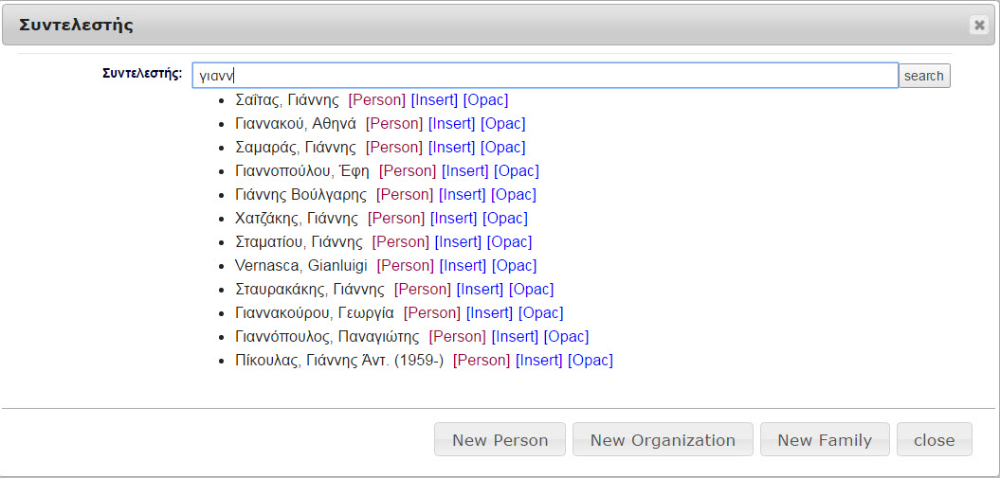 Συντελεστής
Συντελεστής: γιανν search
Σαΐτας, Γιάννης [Person] [Insert] [Opac]
Γιαννακού, Αθηνά [Person] [Insert] [Opac]
Σαμαράς, Γιάννης [Person] [Insert] [Opac]
Γιαννοπούλου, Έφη [Person] [Insert] [Opac]
Γιάννης Βούλγαρης [Person] [Insert] [Opac]
Χατζάκης, Γιάννης [Person] [Insert] [Opac]
Σταματίου, Γιάννης [Person] [Insert] [Opac]
Vernasca, Gianluigi [Person] [Insert] [Opac]
Σταυρακάκης, Γιάννης [Person] [Insert] [Opac]
Γιαννακούρου, Γεωργία [Person] [Insert] [Opac]
Γιαννόπουλος, Παναγιώτης [Person] [Insert] [Opac]
Πίκουλας, Γιάννης Άντ. (1959-) [Person] [Insert] [Opac]
New Person New Organization New Family close